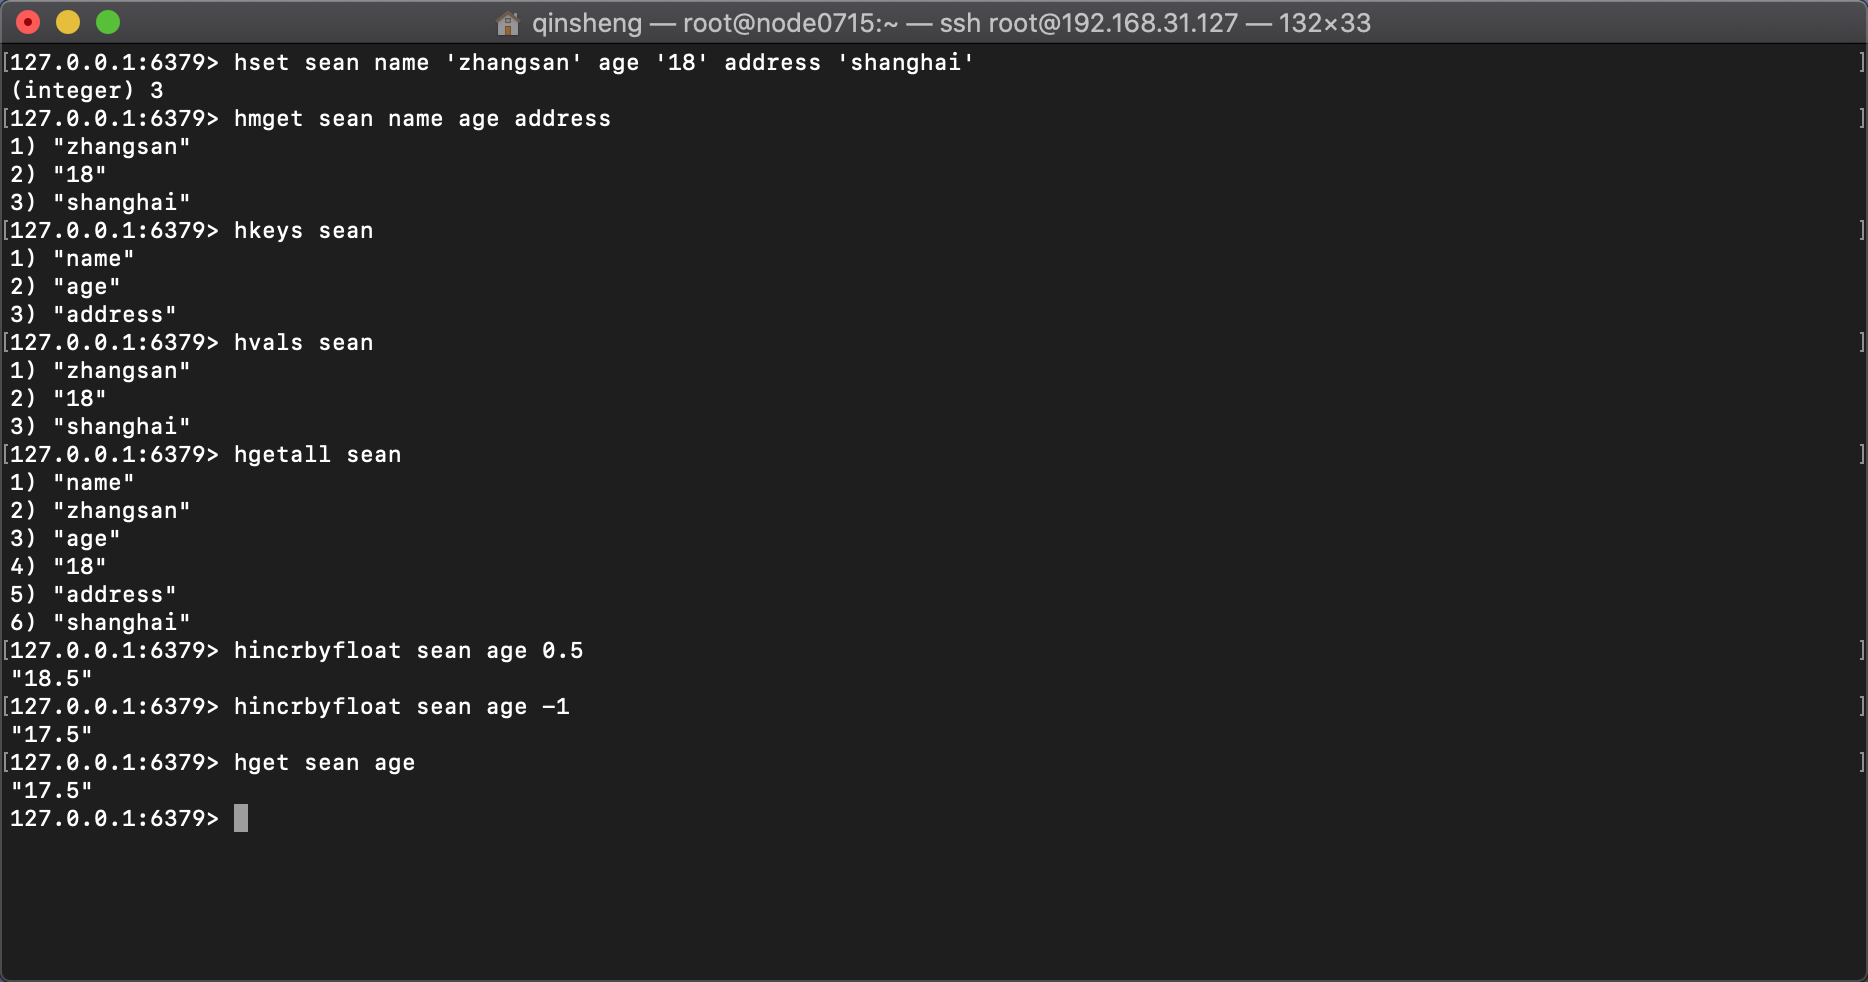 qinsheng — root@node0715:~ — ssh root@192.168.31.127 — 132×33
[127.0.0.1:6379> hset sean name 'zhangsan' age '18' address 'shanghai' ]
(integer) 3
[127.0.0.1:6379> hmget sean name age address ]
1) "zhangsan"
2) "18"
3) "shanghai"
[127.0.0.1:6379> hkeys sean ]
1) "name"
2) "age"
3) "address"
[127.0.0.1:6379> hvals sean ]
1) "zhangsan"
2) "18"
3) "shanghai"
[127.0.0.1:6379> hgetall sean ]
1) "name"
2) "zhangsan"
3) "age"
4) "18"
5) "address"
6) "shanghai"
[127.0.0.1:6379> hincrbyfloat sean age 0.5 ]
"18.5"
[127.0.0.1:6379> hincrbyfloat sean age -1 ]
"17.5"
[127.0.0.1:6379> hget sean age ]
"17.5"
127.0.0.1:6379>